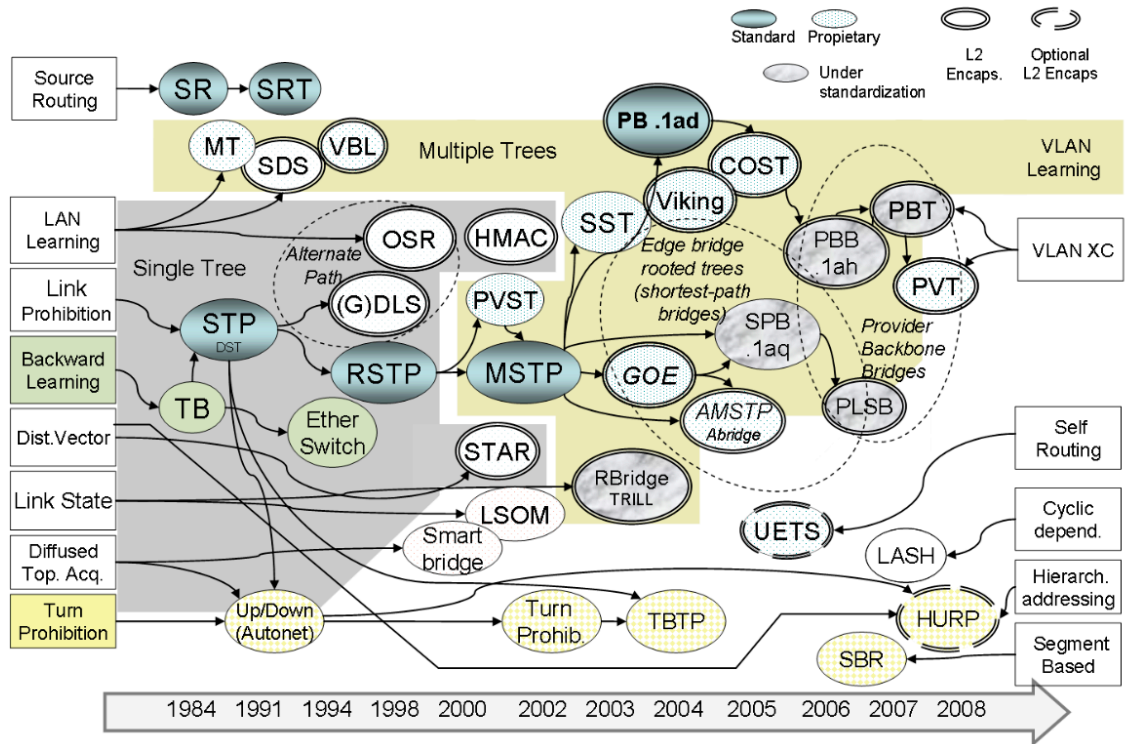 Standard
Propietary
L2
Encaps.
Optional
L2 Encaps
Under
standardization
Source
Routing
SR
SRT
MT
SDS
VBL
Multiple Trees
PB .1ad
COST
VLAN
Learning
LAN
Learning
Single Tree
Alternate
Path
OSR
HMAC
SST
Viking
Edge bridge
rooted trees
(shortest-path
bridges)
PBB
.1ah
PBT
PVT
VLAN XC
Link
Prohibition
STP
DST
(G)DLS
PVST
RSTP
MSTP
SPB
.1aq
Provider
Backbone
Bridges
Backward
Learning
TB
Ether
Switch
GOE
AMSTP
Abridge
PLSB
Dist.Vector
STAR
Self
Routing
Link State
LSOM
RBridge
TRILL
UETS
Cyclic
depend.
Diffused
Top. Acq.
Smart
bridge
LASH
Hierarch.
addressing
Turn
Prohibition
Up/Down
(Autonet)
Turn
Prohib.
TBTP
HURP
SBR
Segment
Based
1984 1991 1994 1998 2000 2002 2003 2004 2005 2006 2007 2008